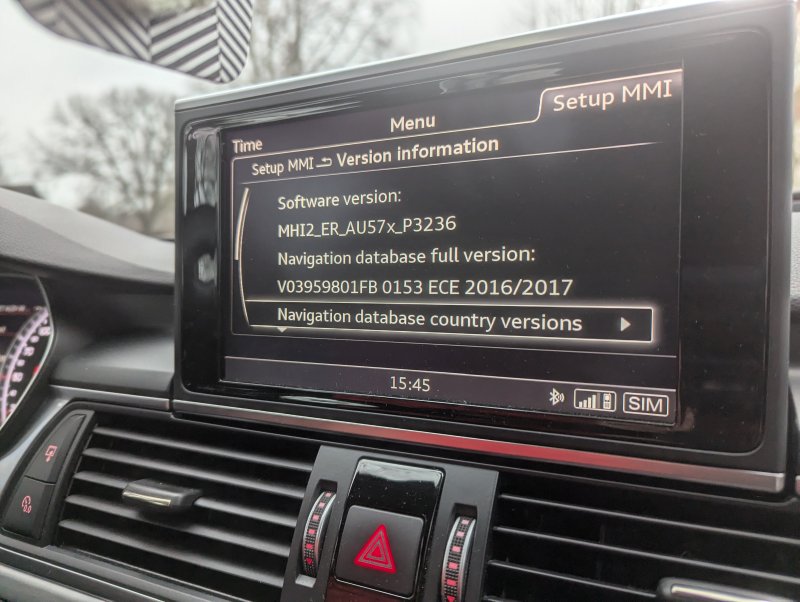 Menu
Setup MMI
Time
Setup MMI Version information
Software version:
MHI2_ER_AU57x_P3236
Navigation database full version:
V03959801FB 0153 ECE 2016/2017
Navigation database country versions
15:45
SIM